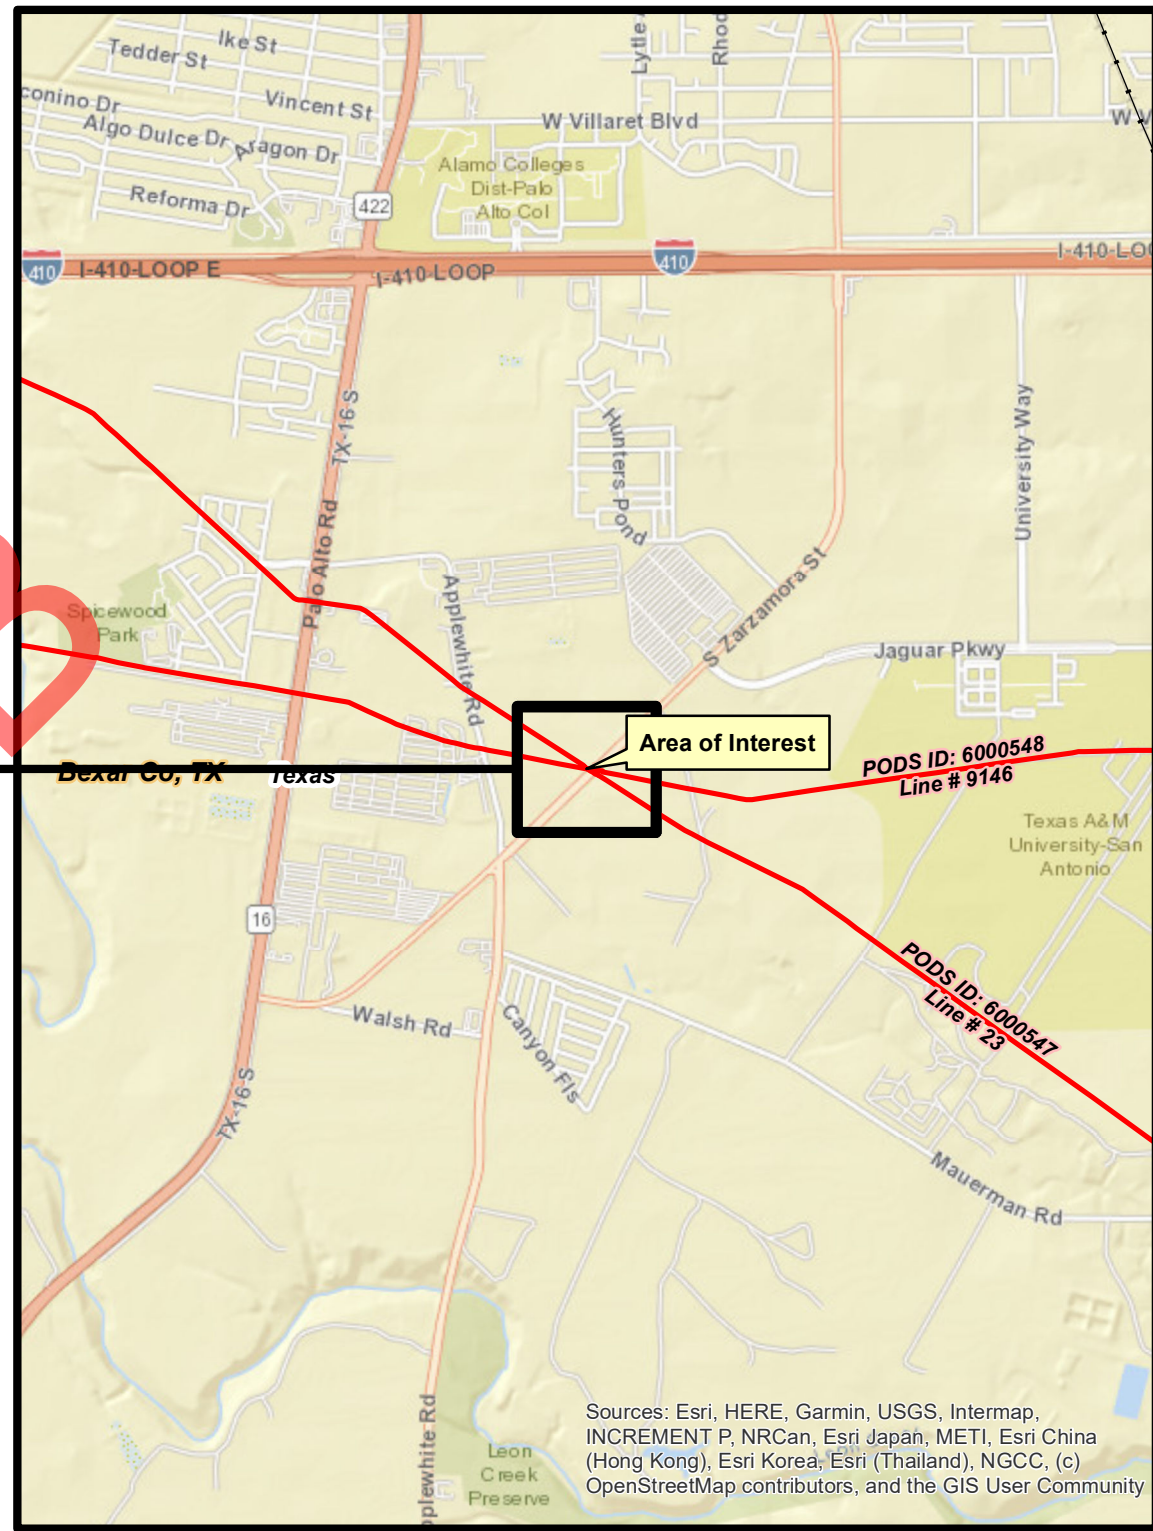 Ike St
Tedder St
Lytle
Rhod
conino Dr
Vincent St
W Villaret Blvd
W V
Algo Dulce Dr
Aragon Dr
Alamo Colleges
Dist-Palo
Alto Col
Reforma Dr
422
410
I-410-LOOP E
I-410-LOOP
410
I-410-LOO
TX-16 S
Hunters Pond
University Way
Palo Alto Rd
Applewhite Rd
S Zarzamora St
Spicewood
Park
Jaguar Pkwy
Area of Interest
PODS ID: 6000548
Line # 9146
Bexar Co, TX
Texas
Texas A&M
University-San
Antonio
16
PODS ID: 6000547
Line # 23
Walsh Rd
Canyon Fls
TX-16 S
Mauerman Rd
pplewhite Rd
Leon
Creek
Preserve
Sources: Esri, HERE, Garmin, USGS, Intermap,
INCREMENT P, NRCan, Esri Japan, METI, Esri China
(Hong Kong), Esri Korea, Esri (Thailand), NGCC, (c)
OpenStreetMap contributors, and the GIS User Community